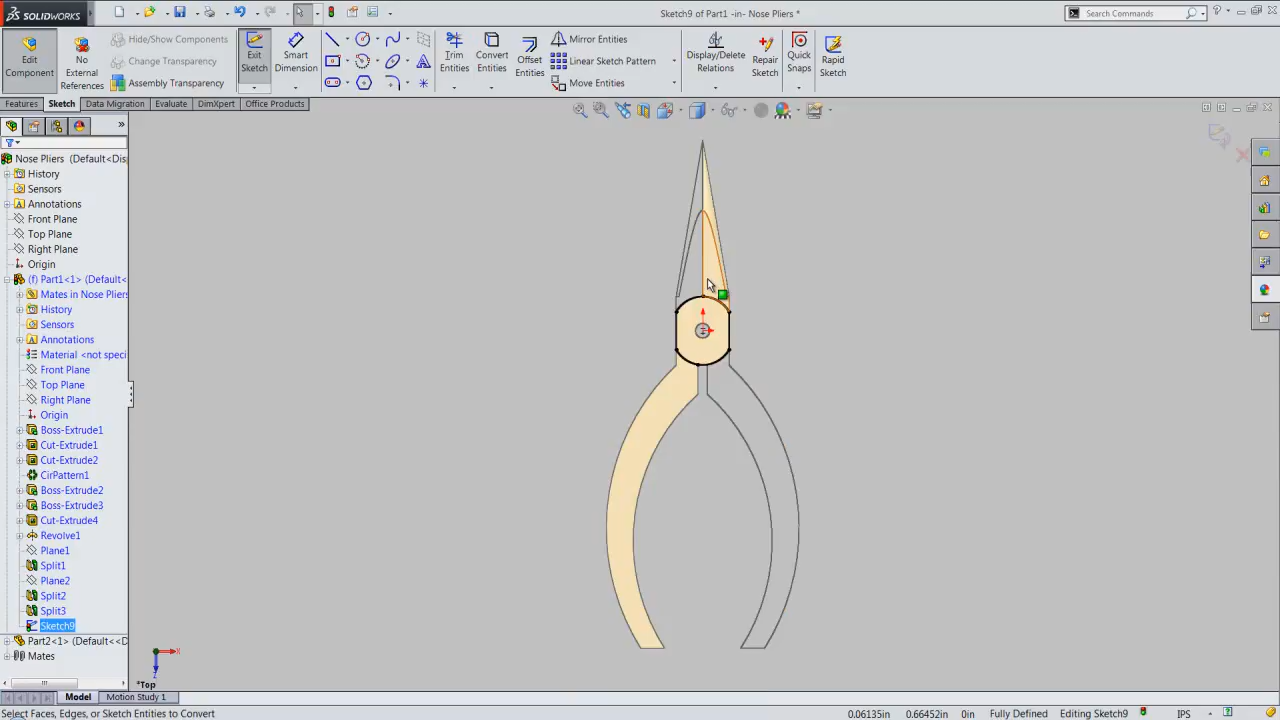 SOLIDWORKS
Sketch9 of Part1 -in- Nose Pliers *
Search Commands
Edit Component
No External References
Hide/Show Components
Change Transparency
Assembly Transparency
Exit Sketch
Smart Dimension
Trim Entities
Convert Entities
Offset Entities
Mirror Entities
Linear Sketch Pattern
Move Entities
Display/Delete Relations
Repair Sketch
Quick Snaps
Rapid Sketch
Features
Sketch
Data Migration
Evaluate
DimXpert
Office Products
Nose Pliers (Default<Dis
History
Sensors
Annotations
Front Plane
Top Plane
Right Plane
Origin
(f) Part1<1> (Default<
Mates in Nose Pliers
History
Sensors
Annotations
Material <not speci
Front Plane
Top Plane
Right Plane
Origin
Boss-Extrude1
Cut-Extrude1
Cut-Extrude2
CirPattern1
Boss-Extrude2
Boss-Extrude3
Cut-Extrude4
Revolve1
Plane1
Split1
Plane2
Split2
Split3
Sketch9
Part2<1> (Default<<D
Mates
X
Z
*Top
Model
Motion Study 1
Select Faces, Edges, or Sketch Entities to Convert
0.06135in
0.66452in
0in
Fully Defined
Editing Sketch9
IPS